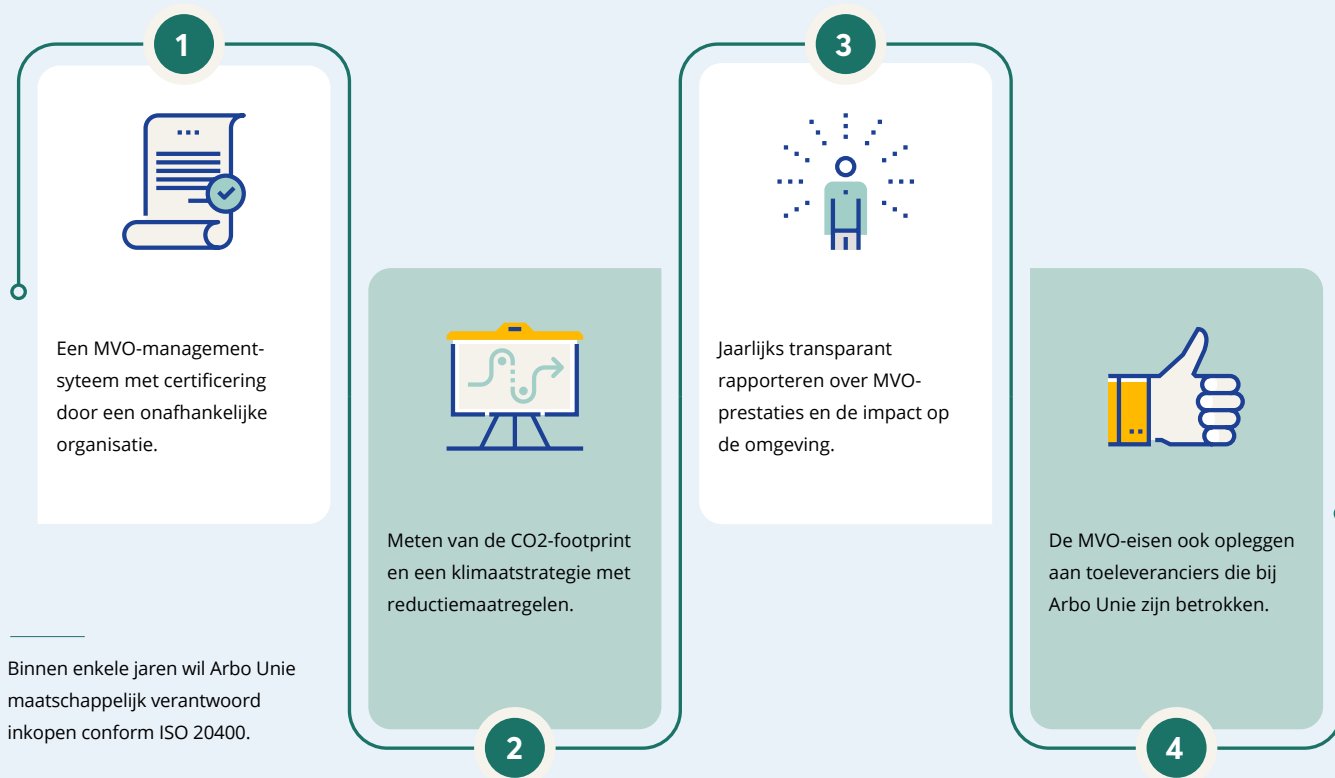 1
Een MVO-management-
syteem met certificering
door een onafhankelijke
organisatie.
2
Meten van de CO2-footprint
en een klimaatstrategie met
reductiemaatregelen.
3
Jaarlijks transparant
rapporteren over MVO-
prestaties en de impact op
de omgeving.
4
De MVO-eisen ook opleggen
aan toeleveranciers die bij
Arbo Unie zijn betrokken.
Binnen enkele jaren wil Arbo Unie
maatschappelijk verantwoord
inkopen conform ISO 20400.